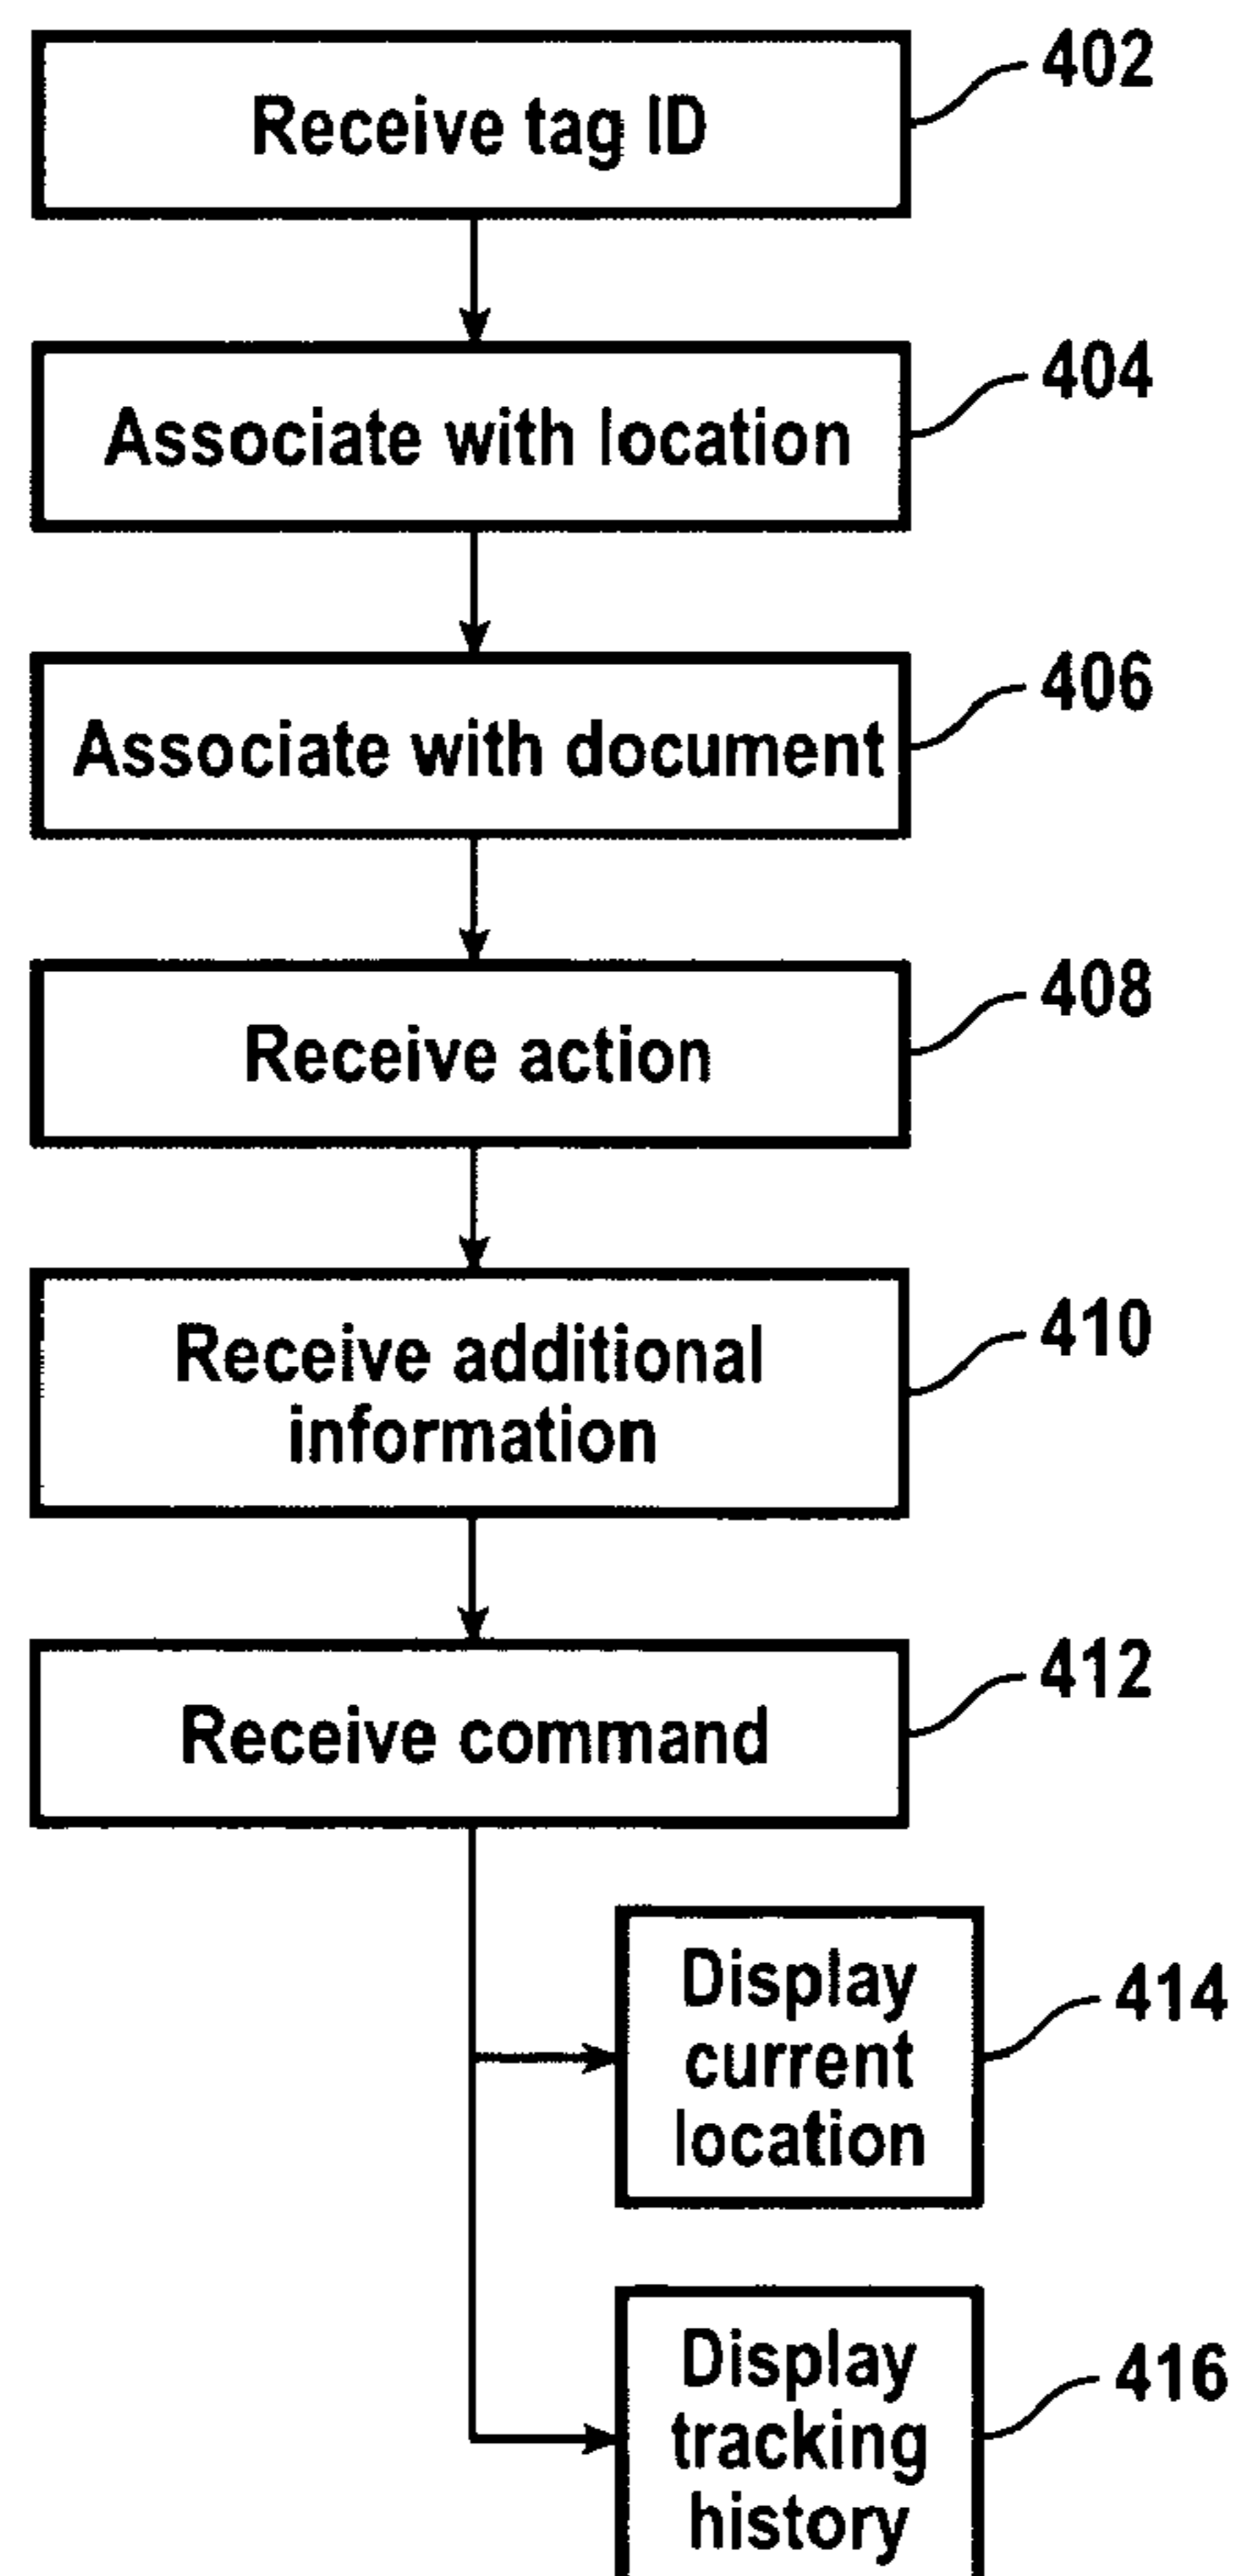 Receive tag ID
402
Associate with location
404
Associate with document
406
Receive action
408
Receive additional
information
410
Receive command
412
Display
current
location
414
Display
tracking
history
416